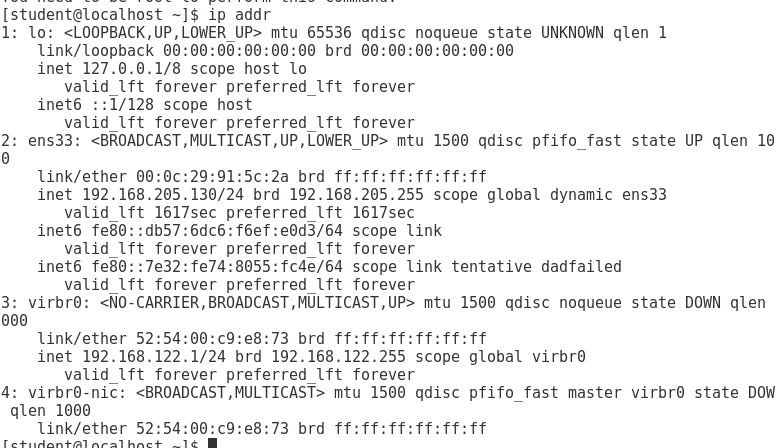 You need to be root to perform this command.
[student@localhost ~]$ ip addr
1: lo: <LOOPBACK,UP,LOWER_UP> mtu 65536 qdisc noqueue state UNKNOWN qlen 1
    link/loopback 00:00:00:00:00:00 brd 00:00:00:00:00:00
    inet 127.0.0.1/8 scope host lo
       valid_lft forever preferred_lft forever
    inet6 ::1/128 scope host
       valid_lft forever preferred_lft forever
2: ens33: <BROADCAST,MULTICAST,UP,LOWER_UP> mtu 1500 qdisc pfifo_fast state UP qlen 10
0
    link/ether 00:0c:29:91:5c:2a brd ff:ff:ff:ff:ff:ff
    inet 192.168.205.130/24 brd 192.168.205.255 scope global dynamic ens33
       valid_lft 1617sec preferred_lft 1617sec
    inet6 fe80::db57:6dc6:f6ef:e0d3/64 scope link
       valid_lft forever preferred_lft forever
    inet6 fe80::7e32:fe74:8055:fc4e/64 scope link tentative dadfailed
       valid_lft forever preferred_lft forever
3: virbr0: <NO-CARRIER,BROADCAST,MULTICAST,UP> mtu 1500 qdisc noqueue state DOWN qlen
000
    link/ether 52:54:00:c9:e8:73 brd ff:ff:ff:ff:ff:ff
    inet 192.168.122.1/24 brd 192.168.122.255 scope global virbr0
       valid_lft forever preferred_lft forever
4: virbr0-nic: <BROADCAST,MULTICAST> mtu 1500 qdisc pfifo_fast master virbr0 state DOW
 qlen 1000
    link/ether 52:54:00:c9:e8:73 brd ff:ff:ff:ff:ff:ff
[student@localhost ~]$